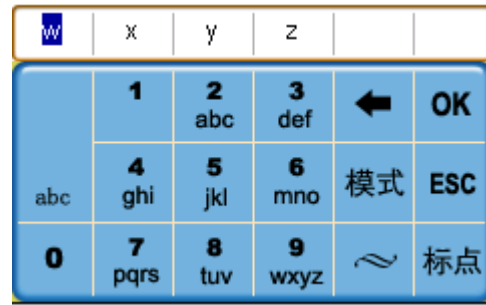 w x y z
1 2 3 OK
abc def
4 5 6 模式 ESC
abc ghi jkl mno
0 7 8 9 标点
pqrs tuv wxyz